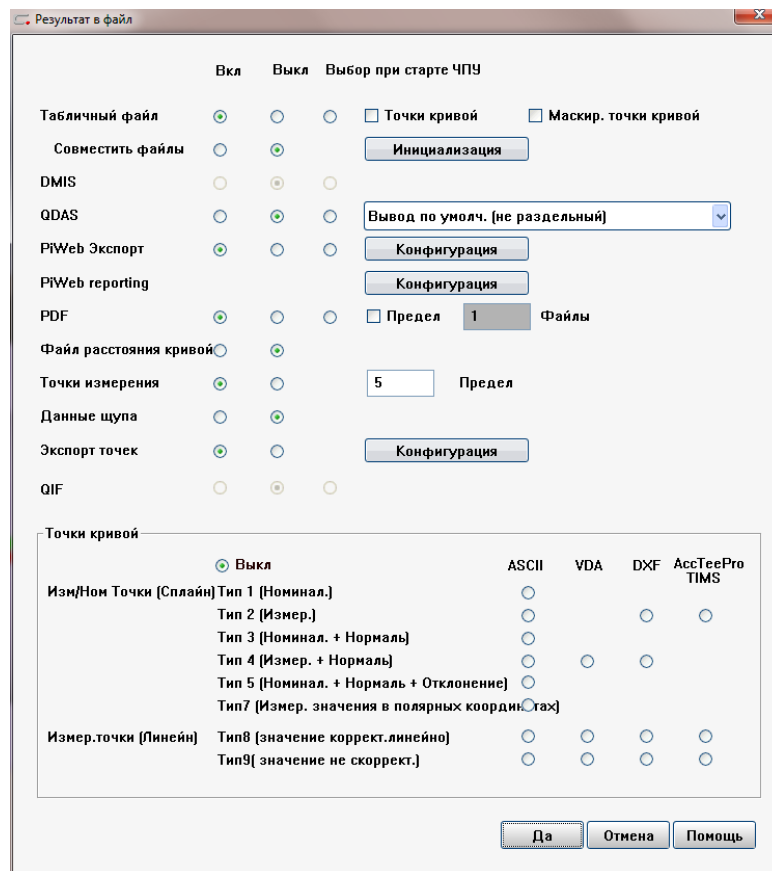 Результат в файл
Вкл Выкл Выбор при старте ЧПУ
Табличный файл Точки кривой Маскир. точки кривой
Совместить файлы Инициализация
DMIS
QDAS Вывод по умолч. (не раздельный)
PiWeb Экспорт Конфигурация
PiWeb reporting Конфигурация
PDF Предел 1 Файлы
Файл расстояния кривой
Точки измерения 5 Предел
Данные щупа
Экспорт точек Конфигурация
QIF
Точки кривой
Выкл ASCII VDA DXF AccTeePro
TIMS
Изм/Ном Точки (Сплайн) Тип 1 (Номинал.)
Тип 2 (Измер.)
Тип 3 (Номинал. + Нормаль)
Тип 4 (Измер. + Нормаль)
Тип 5 (Номинал. + Нормаль + Отклонение)
Тип7 (Измер. значения в полярных координатах)
Измер.точки (Линейн) Тип8 (значение коррект.линейно)
Тип9( значение не скоррект.)
Да Отмена Помощь